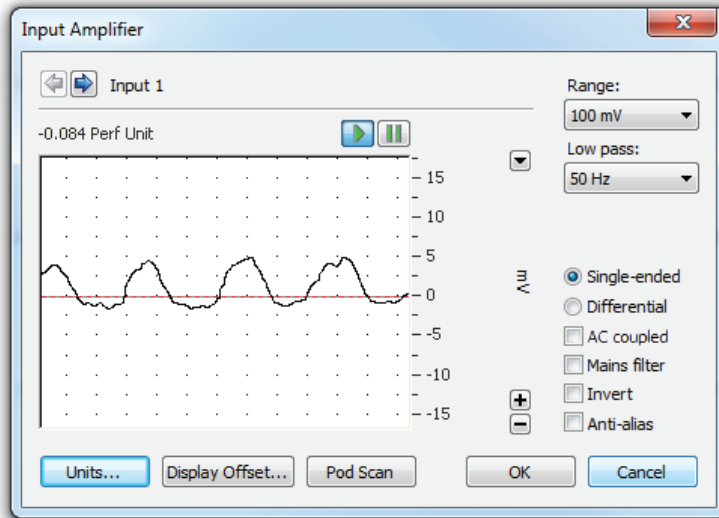 Input Amplifier
Input 1
-0.084 Perf Unit
15
10
5
0
-5
-10
-15
mV
Range:
100 mV
Low pass:
50 Hz
Single-ended
Differential
AC coupled
Mains filter
Invert
Anti-alias
Units...
Display Offset...
Pod Scan
OK
Cancel